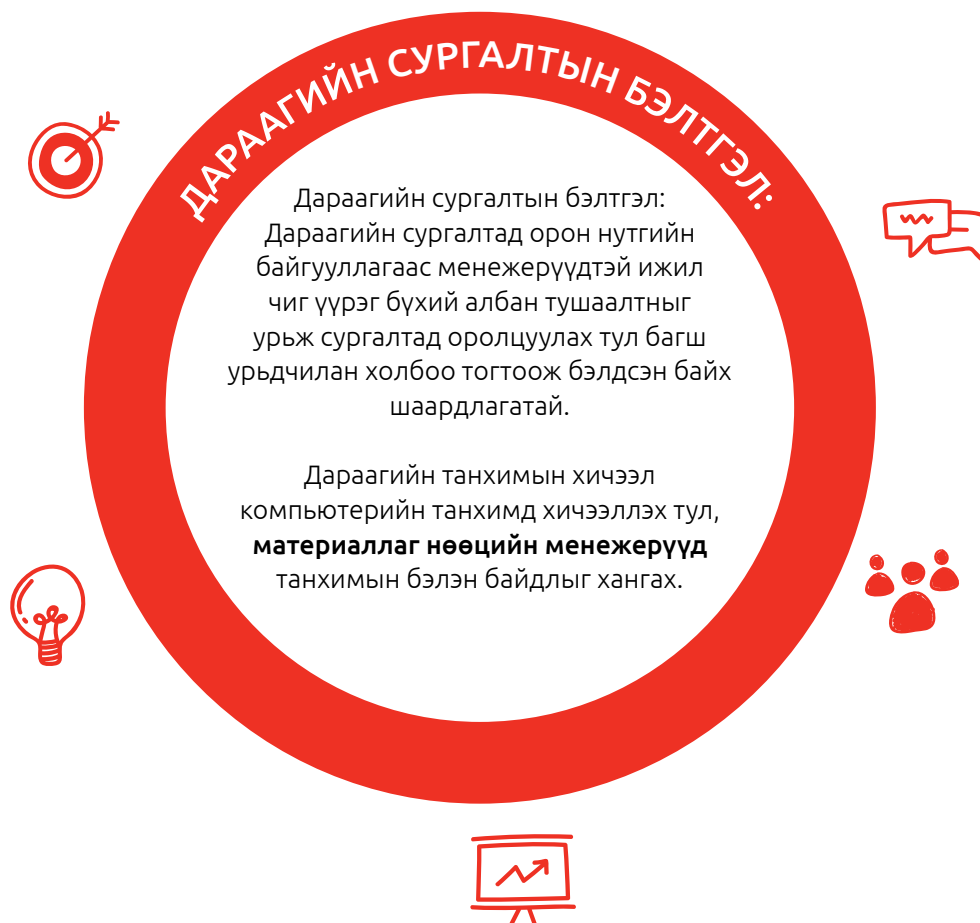 ДАРААГИЙН СУРГАЛТЫН БЭЛТГЭЛ:
Дараагийн сургалтын бэлтгэл:
Дараагийн сургалтад орон нутгийн
байгууллагаас менежерүүдтэй ижил
чиг үүрэг бүхий албан тушаалтныг
урьж сургалтад оролцуулах тул багш
урьдчилан холбоо тогтоож бэлдсэн байх
шаардлагатай.
Дараагийн танхимын хичээл
компьютерийн танхимд хичээллэх тул,
материаллаг нөөцийн менежерүүд
танхимын бэлэн байдлыг хангах.